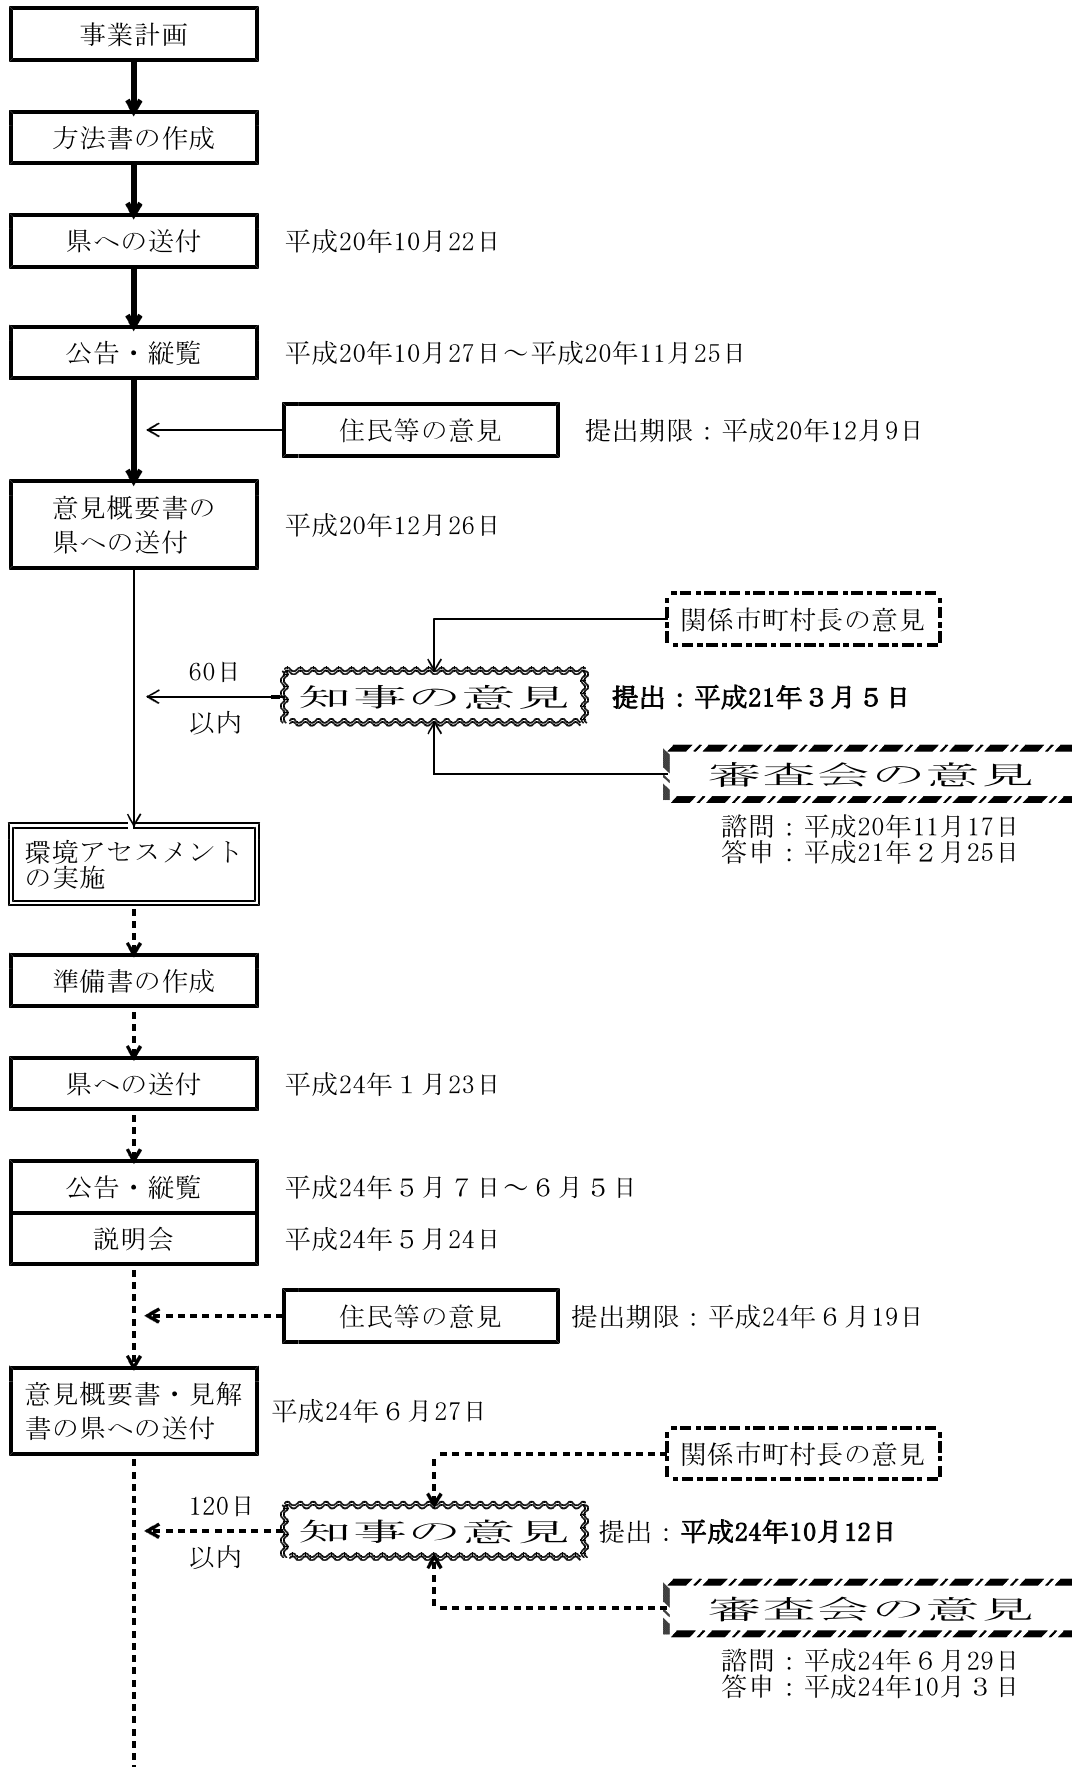 事業計画
方法書の作成
県への送付　平成20年10月22日
公告・縦覧　平成20年10月27日～平成20年11月25日
住民等の意見　提出期限：平成20年12月9日
意見概要書の
県への送付
平成20年12月26日
関係市町村長の意見
60日
以内
知事の意見　提出：平成21年３月５日
審査会の意見
諮問：平成20年11月17日
答申：平成21年２月25日
環境アセスメント
の実施
準備書の作成
県への送付　平成24年１月23日
公告・縦覧　平成24年５月７日～６月５日
説明会　平成24年５月24日
住民等の意見　提出期限：平成24年６月19日
意見概要書・見解
書の県への送付
平成24年６月27日
関係市町村長の意見
120日
以内
知事の意見　提出：平成24年10月12日
審査会の意見
諮問：平成24年６月29日
答申：平成24年10月３日